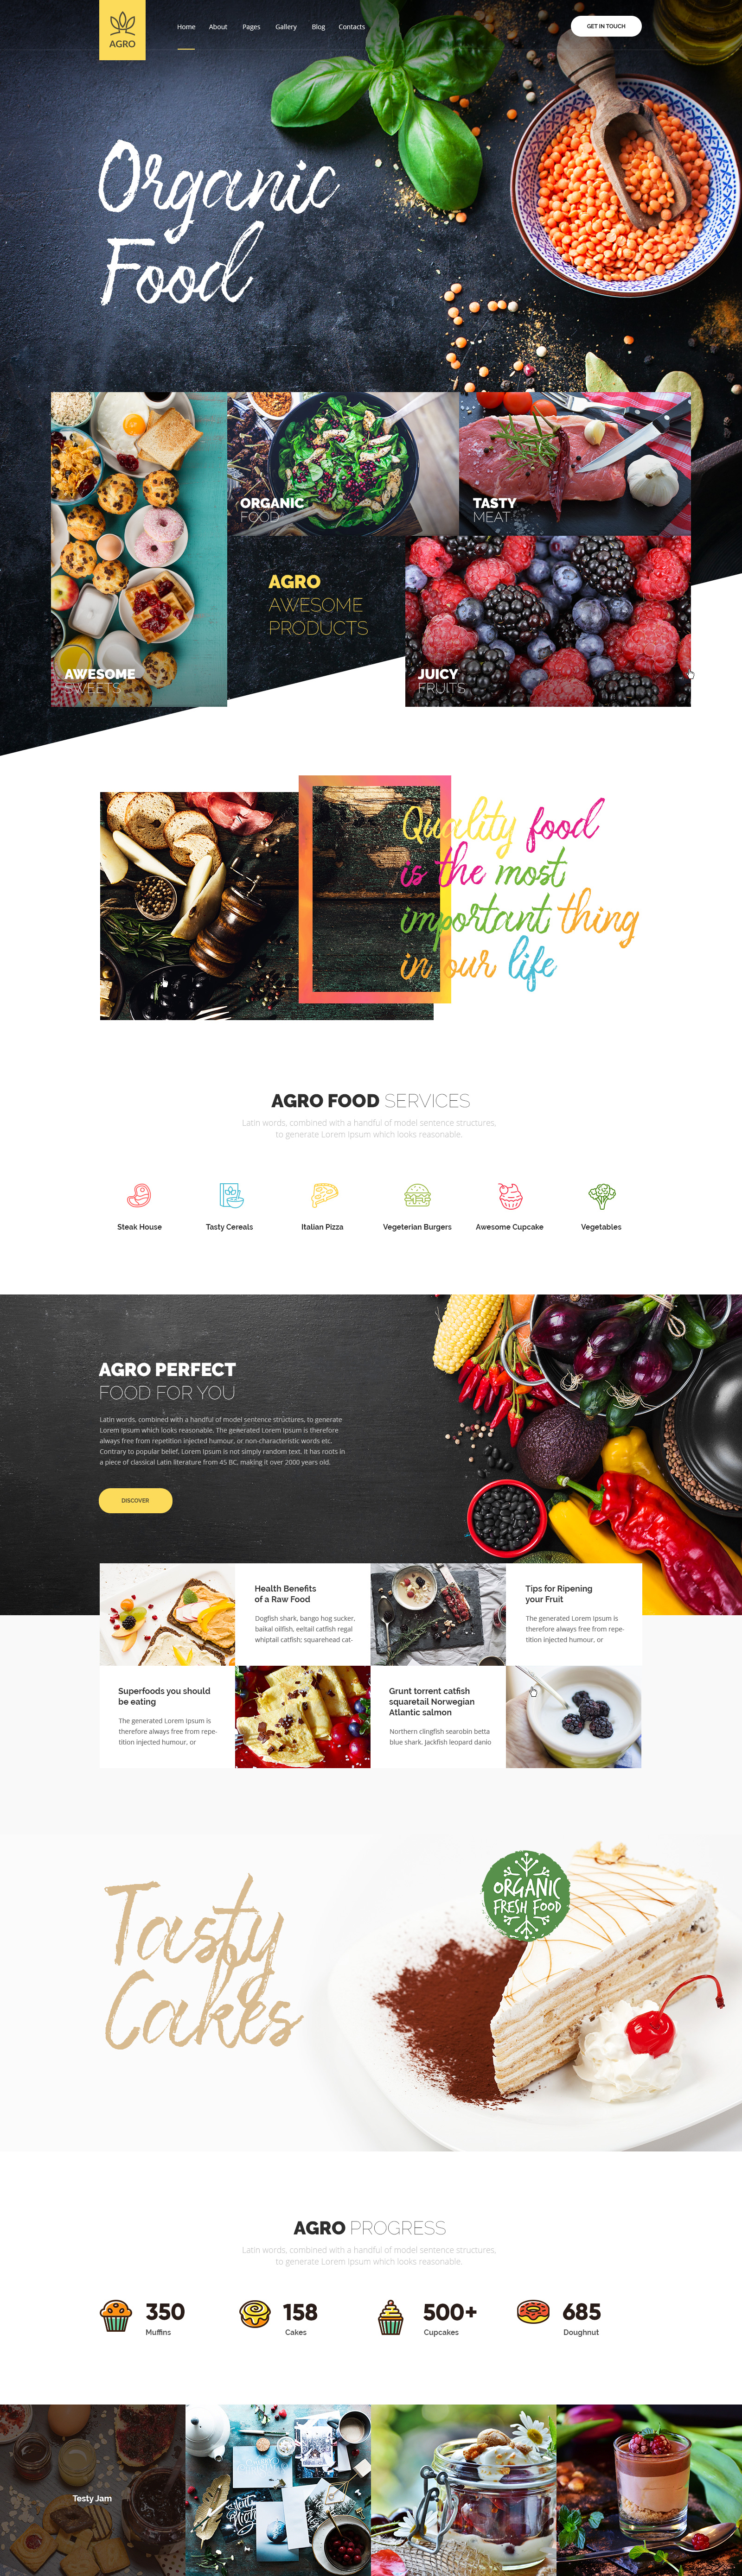 AGRO
Home About Pages Gallery Blog Contacts
GET IN TOUCH
Organic
Food
ORGANIC
FOOD
TASTY
MEAT
AGRO
AWESOME
PRODUCTS
AWESOME
SWEETS
JUICY
FRUITS
Quality food
is the most
important thing
in our life
AGRO FOOD SERVICES
Latin words, combined with a handful of model sentence structures,
to generate Lorem Ipsum which looks reasonable.
Steak House
Tasty Cereals
Italian Pizza
Vegeterian Burgers
Awesome Cupcake
Vegetables
AGRO PERFECT
FOOD FOR YOU
Latin words, combined with a handful of model sentence structures, to generate
Lorem Ipsum which looks reasonable. The generated Lorem Ipsum is therefore
always free from repetition injected humour, or non-characteristic words etc.
Contrary to popular belief, Lorem Ipsum is not simply random text. It has roots in
a piece of classical Latin literature from 45 BC, making it over 2000 years old.
DISCOVER
Health Benefits
of a Raw Food
Dogfish shark, bango hog sucker,
baikal oilfish, eeltail catfish regal
whiptail catfish; squarehead cat-
Tips for Ripening
your Fruit
The generated Lorem Ipsum is
therefore always free from repe-
tition injected humour, or
Superfoods you should
be eating
The generated Lorem Ipsum is
therefore always free from repe-
tition injected humour, or
Grunt torrent catfish
squaretail Norwegian
Atlantic salmon
Northern clingfish searobin betta
blue shark. Jackfish leopard danio
Tasty
Cakes
ORGANIC
FRESH FOOD
AGRO PROGRESS
Latin words, combined with a handful of model sentence structures,
to generate Lorem Ipsum which looks reasonable.
350
Muffins
158
Cakes
500+
Cupcakes
685
Doughnut
Testy Jam